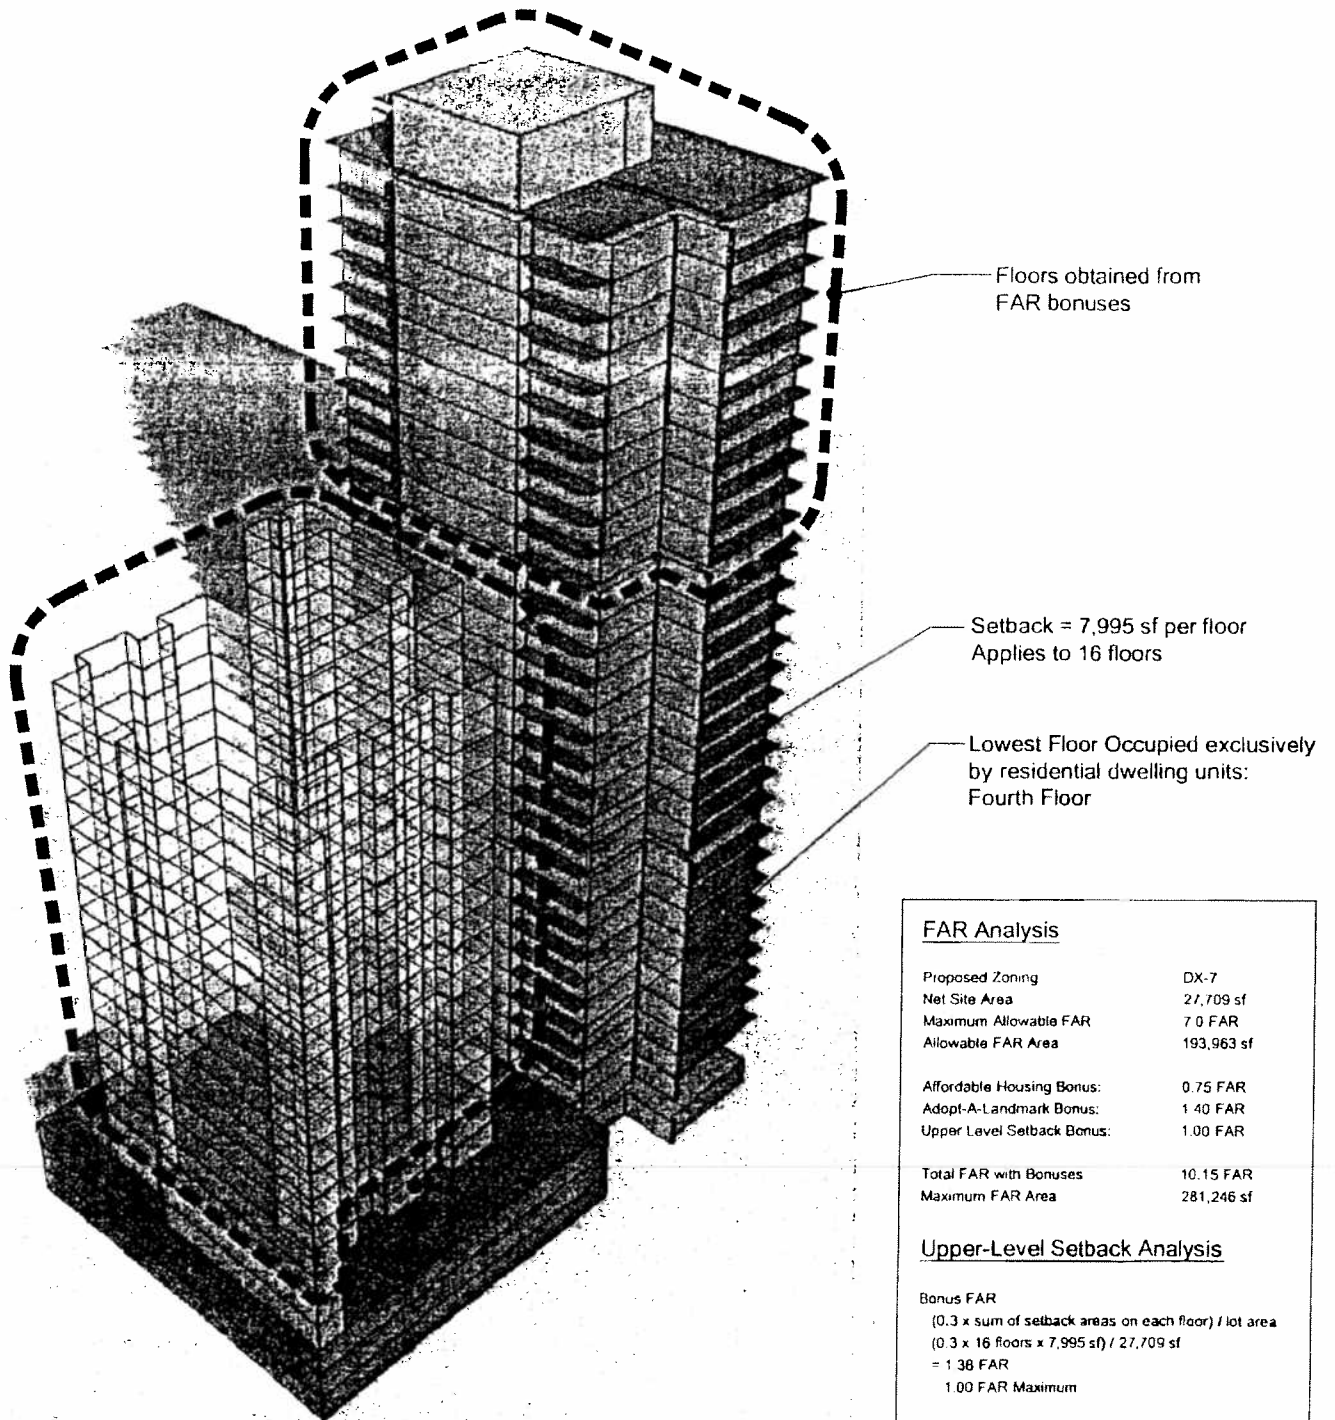 Floors obtained from
FAR bonuses
Setback = 7,995 sf per floor
Applies to 16 floors
Lowest Floor Occupied exclusively
by residential dwelling units:
Fourth Floor
FAR Analysis
Proposed Zoning DX-7
Net Site Area 27,709 sf
Maximum Allowable FAR 7.0 FAR
Allowable FAR Area 193,963 sf
Affordable Housing Bonus: 0.75 FAR
Adopt-A-Landmark Bonus: 1.40 FAR
Upper Level Setback Bonus: 1.00 FAR
Total FAR with Bonuses 10.15 FAR
Maximum FAR Area 281,246 sf
Upper-Level Setback Analysis
Bonus FAR
(0.3 x sum of setback areas on each floor) / lot area
(0.3 x 16 floors x 7,995 sf) / 27,709 sf
= 1.38 FAR
1.00 FAR Maximum